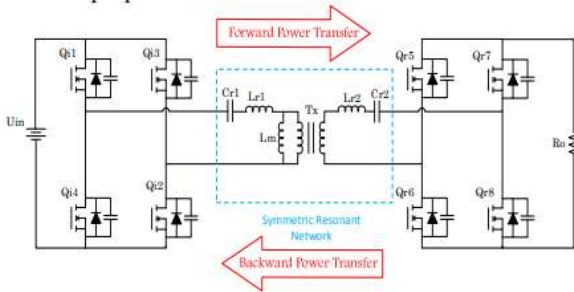 Forward Power Transfer
Qi1
Qi3
Qr5
Qr7
Cr1
Lr1
Tx
Lr2
Cr2
Uin
Lm
Ro
Qi4
Qi2
Qr6
Qr8
Symmetric Resonant
Network
Backward Power Transfer